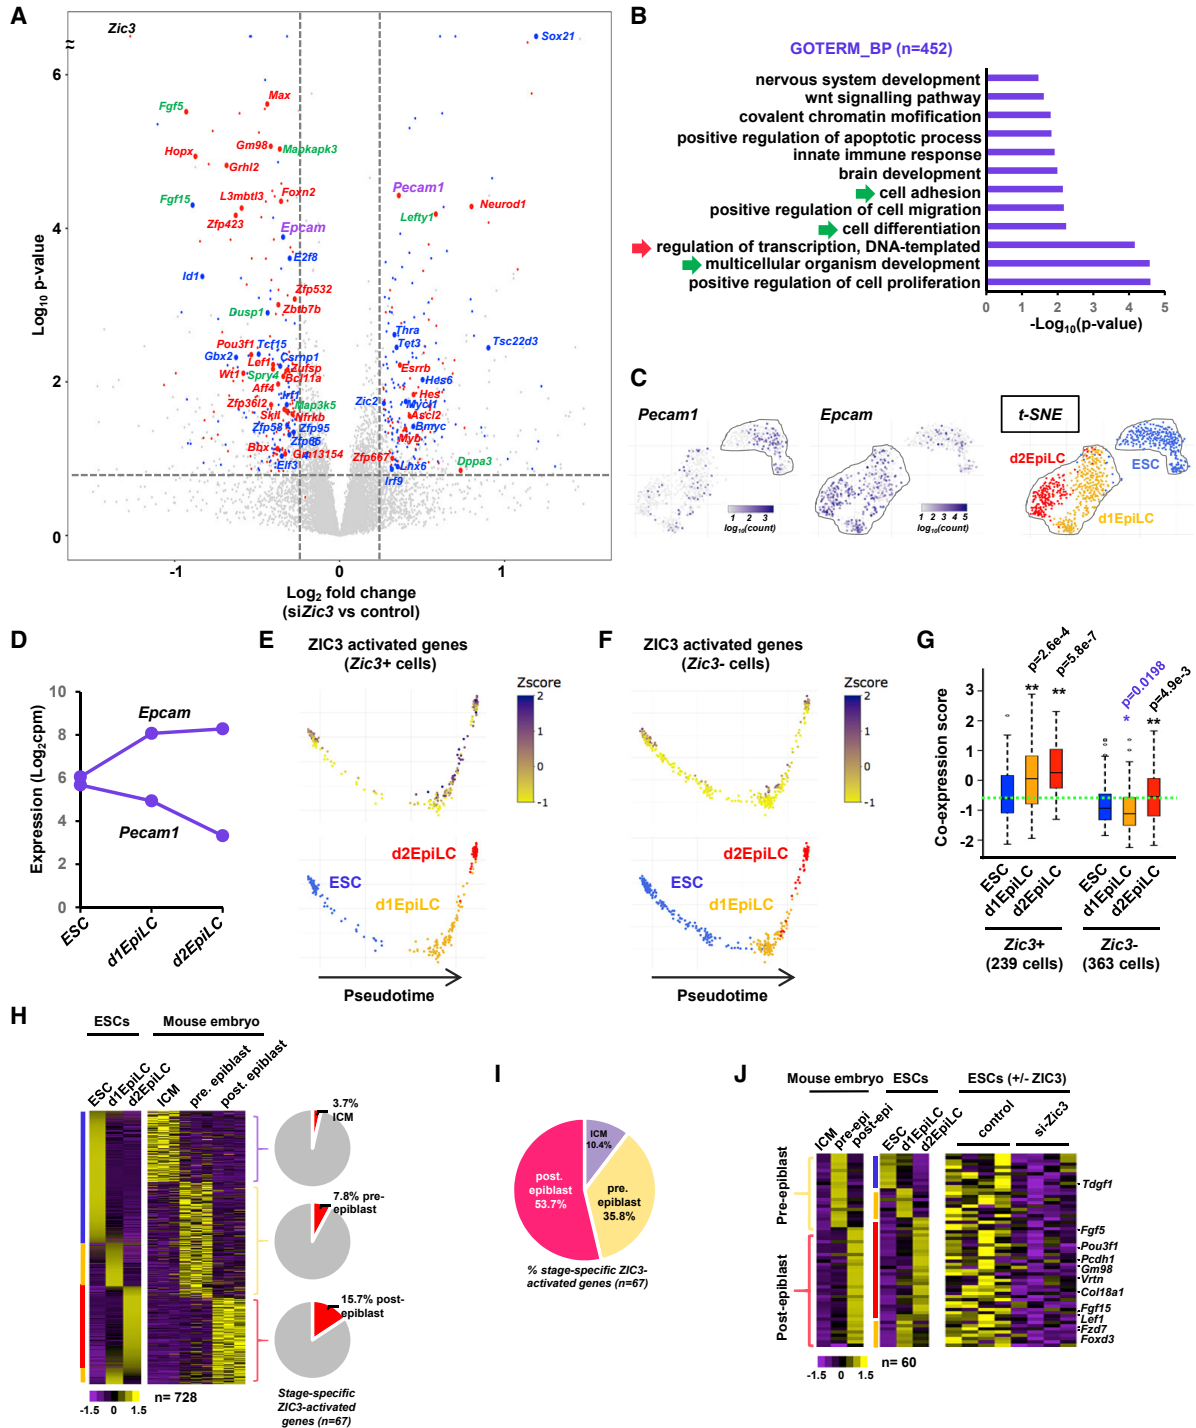 A
Zic3
≈
6
4
2
0
Log10 p-value
-1
0
1
Log2 fold change
(siZic3 vs control)
Sox21
Max
Fgf5
Gm98
Mapkapk3
Hopx
Grhl2
L3mbtl3
Foxn2
Fgf15
Zfp423
Epcam
Pecam1
Neurod1
Lefty1
E2f8
Id1
Zfp532
Zbtb7b
Dusp1
Thra
Tet3
Tsc22d3
Pou3f1
Tcf15
Gbx2
Lef1
Csrnp1
Zufsp
Esrrb
Wt1
Spry4
Bcl11a
Hes6
Aff4
Irf1
Hes
Zfp36l2
Map3k5
Zic2
Mycl1
Skil
Nfrkb
Ascl2
Zfp58
Zfp95
Bmyc
Zfp65
Myb
Bbx
Gm13154
Zfp667
Elf3
Lhx6
Dppa3
Irf9
B
GOTERM_BP (n=452)
nervous system development
wnt signalling pathway
covalent chromatin mofification
positive regulation of apoptotic process
innate immune response
brain development
cell adhesion
positive regulation of cell migration
cell differentiation
regulation of transcription, DNA-templated
multicellular organism development
positive regulation of cell proliferation
0 1 2 3 4 5
-Log10(p-value)
C
Pecam1
Epcam
t-SNE
1 2 3
log10(count)
1 2 3 4 5
log10(count)
d2EpiLC
ESC
d1EpiLC
D
Expression (Log2cpm)
10
8
6
4
2
0
Epcam
Pecam1
ESC
d1EpiLC
d2EpiLC
E
ZIC3 activated genes
(Zic3+ cells)
Zscore
2
0
-1
d2EpiLC
ESC
d1EpiLC
Pseudotime
F
ZIC3 activated genes
(Zic3- cells)
Zscore
2
0
-1
d2EpiLC
ESC
d1EpiLC
Pseudotime
G
Co-expression score
3
2
1
0
-1
-2
p=2.6e-4
p=5.8e-7
p=0.0198
p=4.9e-3
**
**
*
**
ESC
d1EpiLC
d2EpiLC
ESC
d1EpiLC
d2EpiLC
Zic3+
(239 cells)
Zic3-
(363 cells)
H
ESCs
Mouse embryo
ESC
d1EpiLC
d2EpiLC
ICM
pre. epiblast
post. epiblast
3.7%
ICM
7.8% pre-
epiblast
15.7% post-
epiblast
-1.5 0 1.5
n= 728
Stage-specific
ZIC3-activated
genes (n=67)
I
ICM
10.4%
post.
epiblast
53.7%
pre.
epiblast
35.8%
% stage-specific ZIC3-
activated genes (n=67)
J
Mouse embryo
ESCs
ESCs (+/- ZIC3)
ICM
pre-epi
post-epi
ESC
d1EpiLC
d2EpiLC
control
si-Zic3
Pre-epiblast
Post-epiblast
Tdgf1
Fgf5
Pou3f1
Pcdh1
Gm98
Vrtn
Col18a1
Fgf15
Lef1
Fzd7
Foxd3
-1.5 0 1.5
n= 60